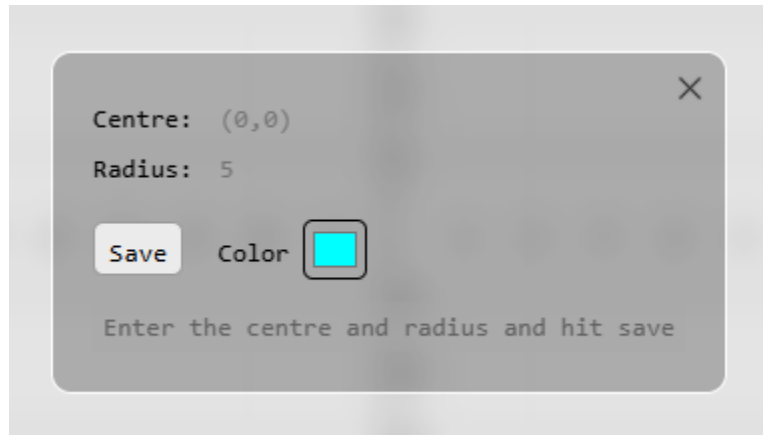 Centre: (0,0)
Radius: 5
Save Color
Enter the centre and radius and hit save